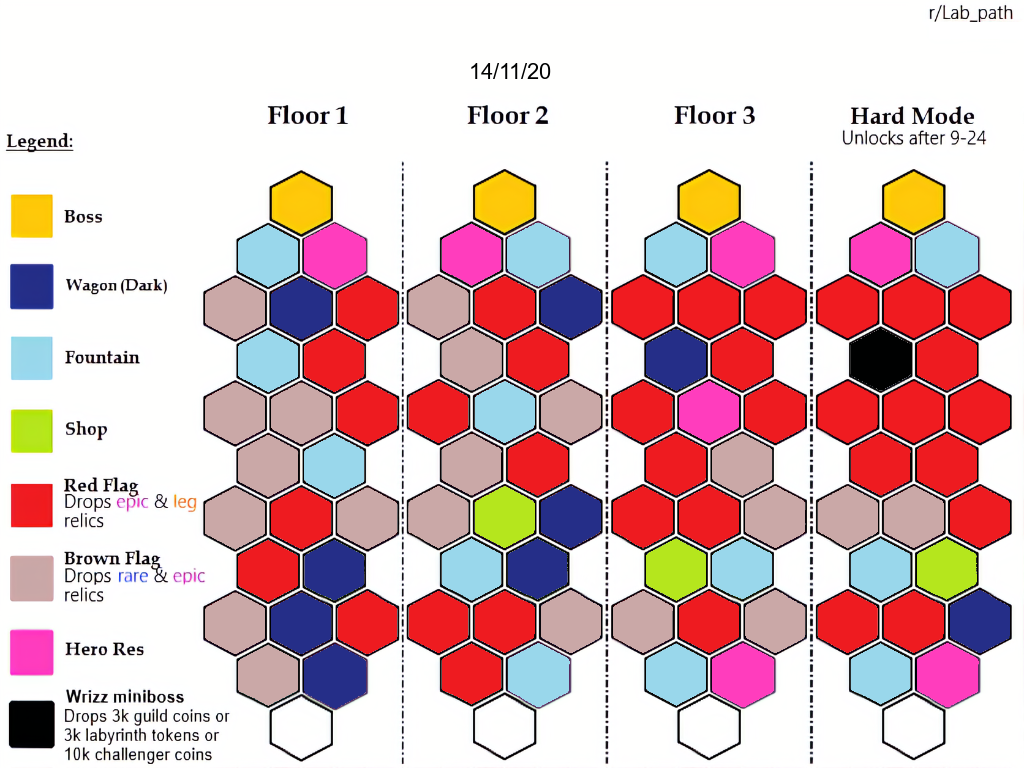 r/Lab_path
14/11/20
Floor 1
Floor 2
Floor 3
Hard Mode
Unlocks after 9-24
Legend:
Boss
Wagon (Dark)
Fountain
Shop
Red Flag
Drops epic & leg
relics
Brown Flag
Drops rare & epic
relics
Hero Res
Wrizz miniboss
Drops 3k guild coins or
3k labyrinth tokens or
10k challenger coins